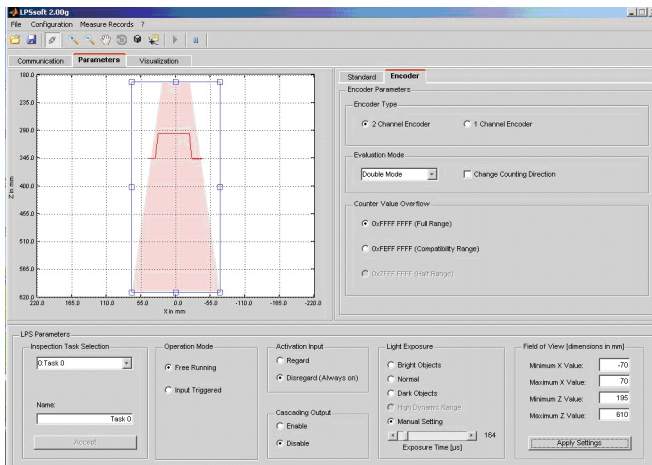 LPSsoft 2.00g
File Configuration Measure Records ?
Communication Parameters Visualization
180.0
235.0
290.0
345.0
400.0
455.0
510.0
565.0
620.0
Z in mm
220.0 165.0 110.0 55.0 0.0 -55.0 -110.0 -165.0 -220.0
X in mm
Standard Encoder
Encoder Parameters
Encoder Type
2 Channel Encoder 1 Channel Encoder
Evaluation Mode
Double Mode Change Counting Direction
Counter Value Overflow
0xFFFF FFFF (Full Range)
0xFEFF FFFF (Compatibility Range)
0x7FFF FFFF (Half Range)
LPS Parameters
Inspection Task Selection
0:Task 0
Name:
Task 0
Accept
Operation Mode
Free Running
Input Triggered
Activation Input
Regard
Disregard (Always on)
Cascading Output
Enable
Disable
Light Exposure
Bright Objects
Normal
Dark Objects
High Dynamic Range
Manual Setting
164
Exposure Time [µs]
Field of View [dimensions in mm]
Minimum X Value: -70
Maximum X Value: 70
Minimum Z Value: 195
Maximum Z Value: 610
Apply Settings